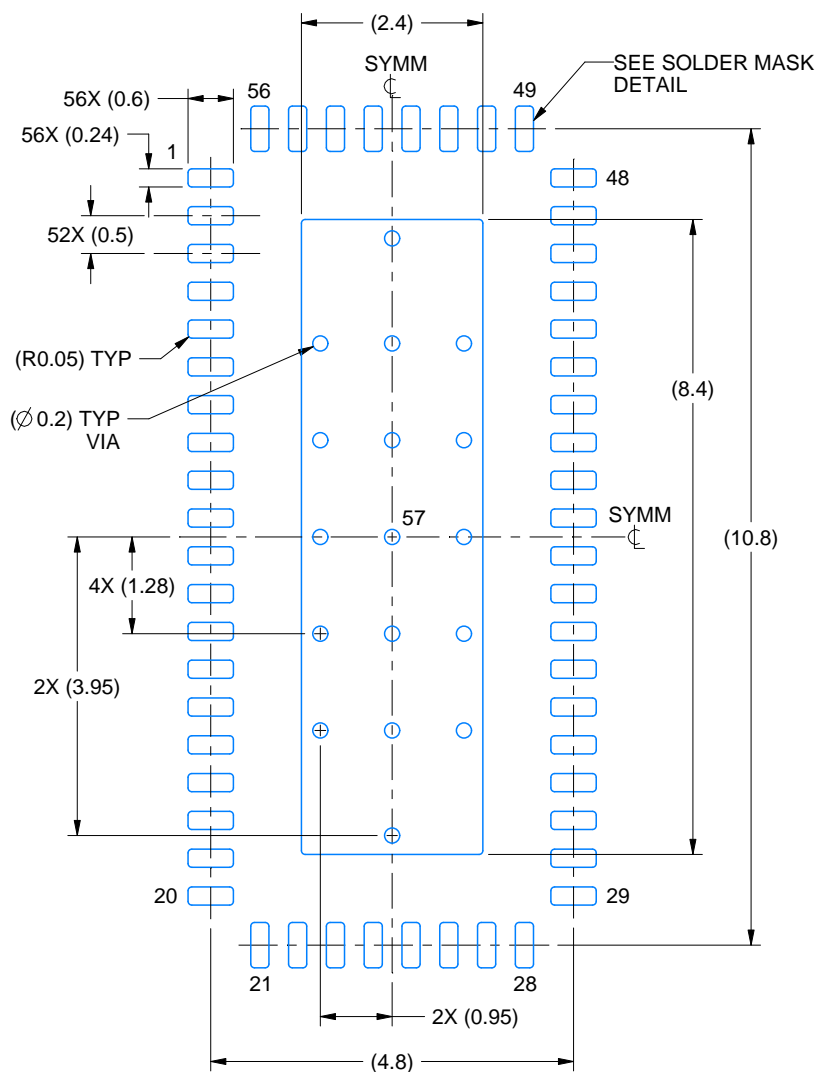 (2.4)
SYMM
SEE SOLDER MASK
DETAIL
56
49
56X (0.6)
56X (0.24)
1
48
52X (0.5)
(R0.05) TYP
(∅ 0.2) TYP
VIA
(8.4)
57
SYMM
(10.8)
4X (1.28)
2X (3.95)
20
29
21
28
2X (0.95)
(4.8)